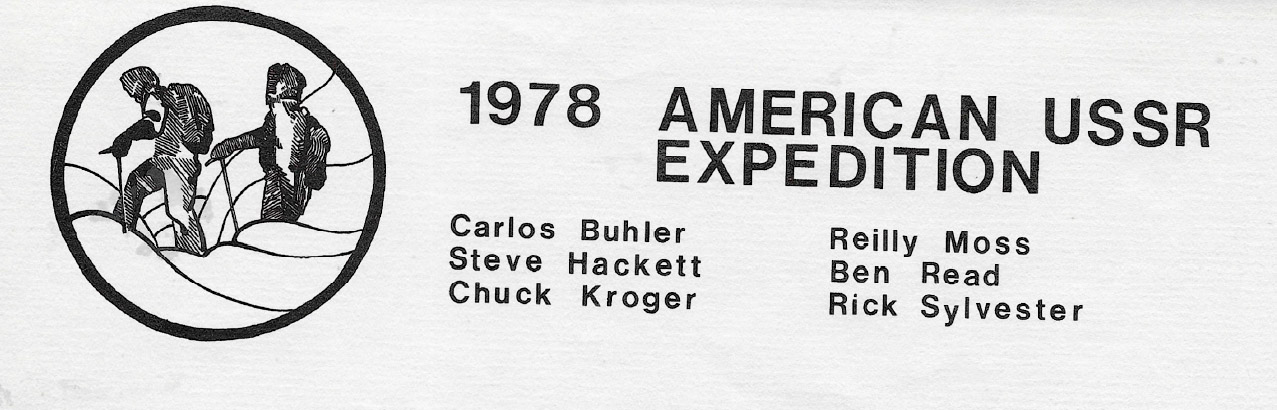 1978 AMERICAN USSR
EXPEDITION
Carlos Buhler
Steve Hackett
Chuck Kroger
Reilly Moss
Ben Read
Rick Sylvester